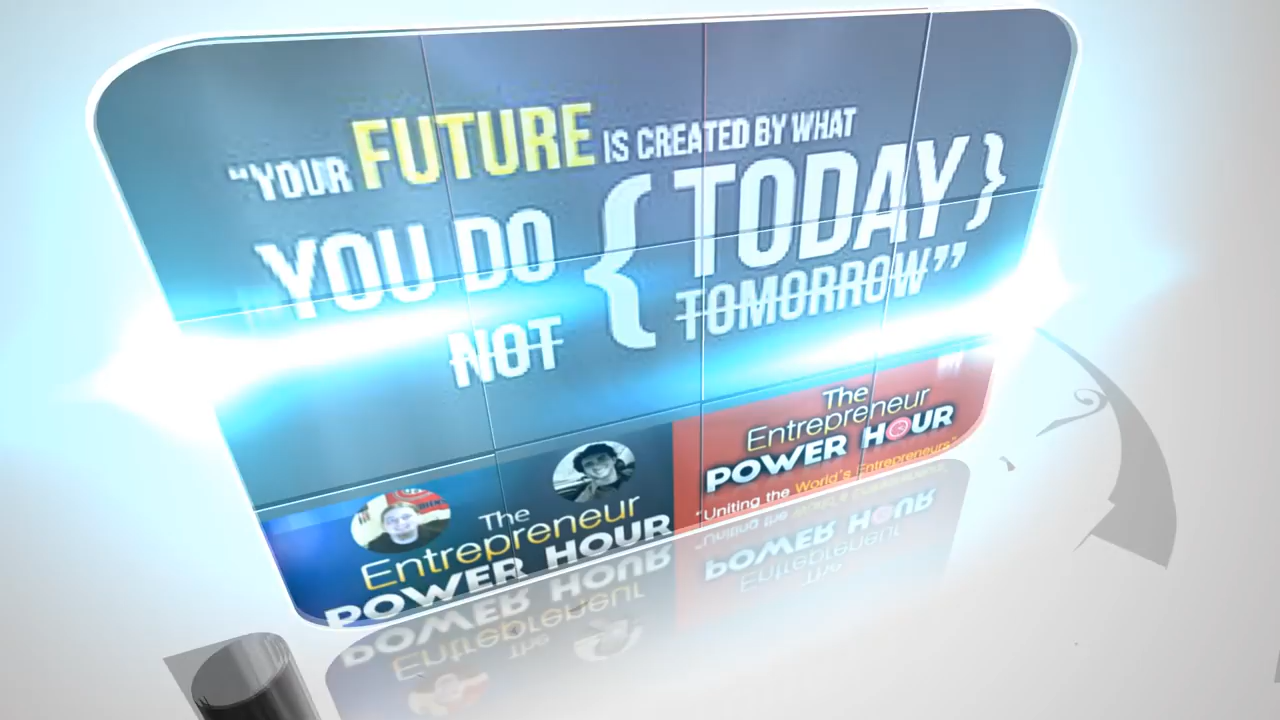 “YOUR FUTURE IS CREATED BY WHAT
YOU DO { TODAY }
NOT TOMORROW”
The
Entrepreneur
POWER HOUR
The
Entrepreneur
POWER HOUR
“Uniting the World's Entrepreneurs”